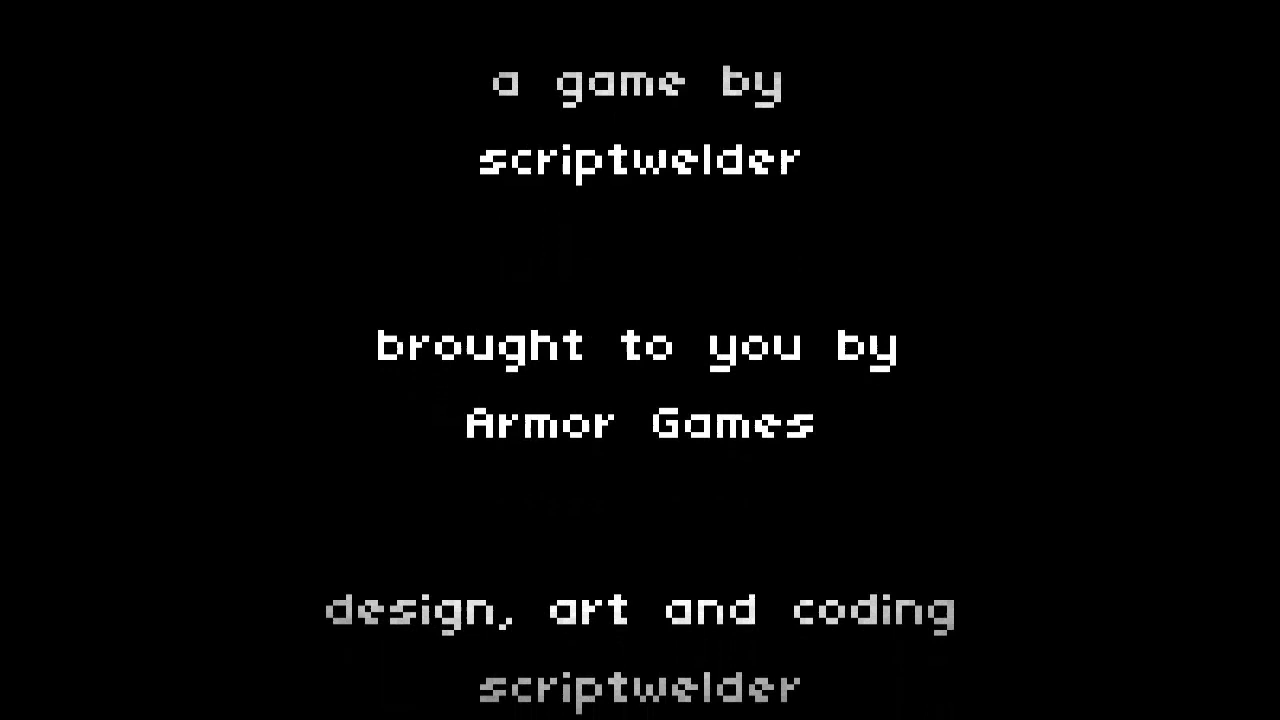 a game by
scriptwelder
brought to you by
Armor Games
design, art and coding
scriptwelder